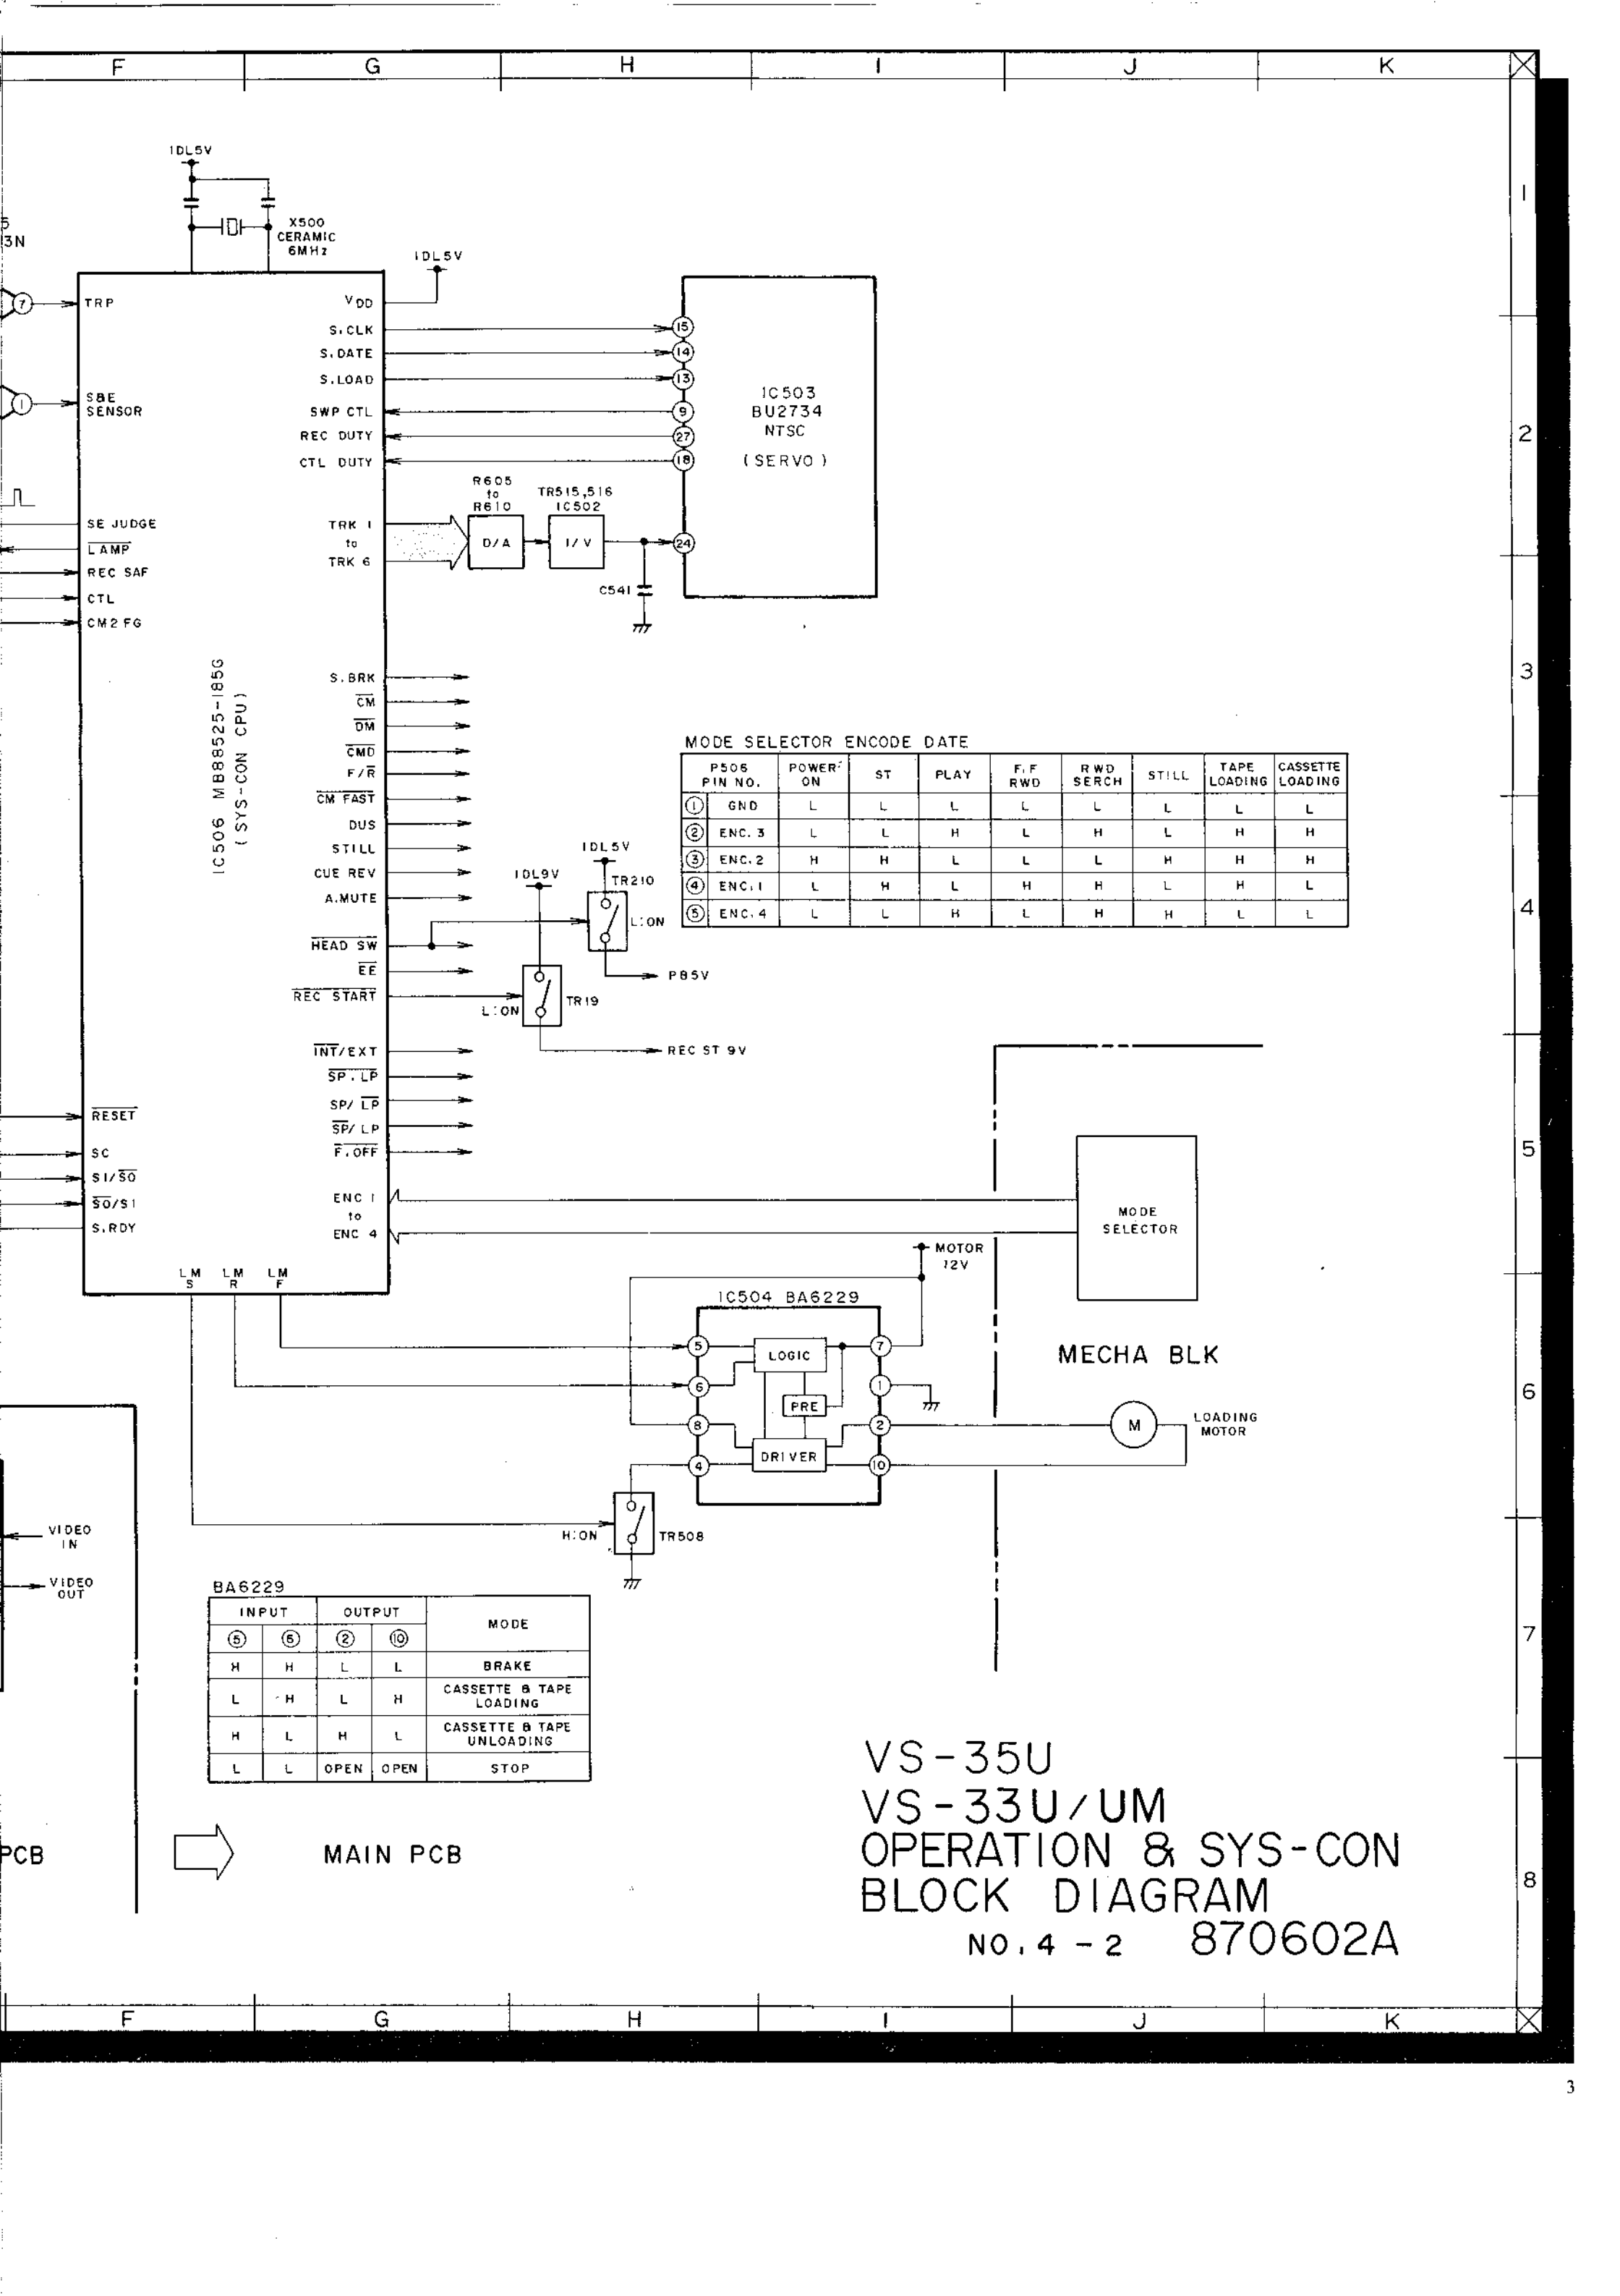 F G H I J K
IDL5V
X500
CERAMIC
6MHz
5
3N
IDL5V
7 TRP
VDD
S.CLK 15
S.DATE 14
S.LOAD 13
1 S&E
SENSOR
SWP CTL 9
REC DUTY 27
CTL DUTY 18
IC503
BU2734
NTSC
(SERVO)
R605
to
R610
TR515,516
IC502
SE JUDGE
LAMP
REC SAF
CTL
CM2 FG
TRK 1
to
TRK 6
D/A
I/V
24
C541
IC506 MB88525-185G
(SYS-CON CPU)
S.BRK
CM
DM
CMD
F/R
CM FAST
DUS
STILL
CUE REV
A.MUTE
HEAD SW
EE
REC START
IDL9V
IDL5V
TR210
L:ON
PB5V
L:ON
TR19
REC ST 9V
MODE SELECTOR ENCODE DATE
P506
PIN NO. POWER
ON ST PLAY F.F
RWD RWD
SERCH STILL TAPE
LOADING CASSETTE
LOADING
1 GND L L L L L L L L
2 ENC. 3 L L H L H L H H
3 ENC. 2 H H L L L H H H
4 ENC. 1 L H L H H L H L
5 ENC. 4 L L H L H H L L
INT/EXT
SP.LP
SP/LP
SP/LP
F.OFF
RESET
SC
SI/SO
SO/SI
S.RDY
ENC 1
to
ENC 4
LM
S
LM
R
LM
F
MODE
SELECTOR
MOTOR
12V
IC504 BA6229
5 LOGIC 7
6 PRE 1
8 2
4 DRIVER 10
MECHA BLK
M
LOADING
MOTOR
H:ON
TR508
VIDEO
IN
VIDEO
OUT
BA6229
INPUT OUTPUT MODE
5 6 2 10
H H L L BRAKE
L H L H CASSETTE & TAPE
LOADING
H L H L CASSETTE & TAPE
UNLOADING
L L OPEN OPEN STOP
PCB
MAIN PCB
VS-35U
VS-33U/UM
OPERATION & SYS-CON
BLOCK DIAGRAM
NO.4-2 870602A
1
2
3
4
5
6
7
8
F G H I J K
3